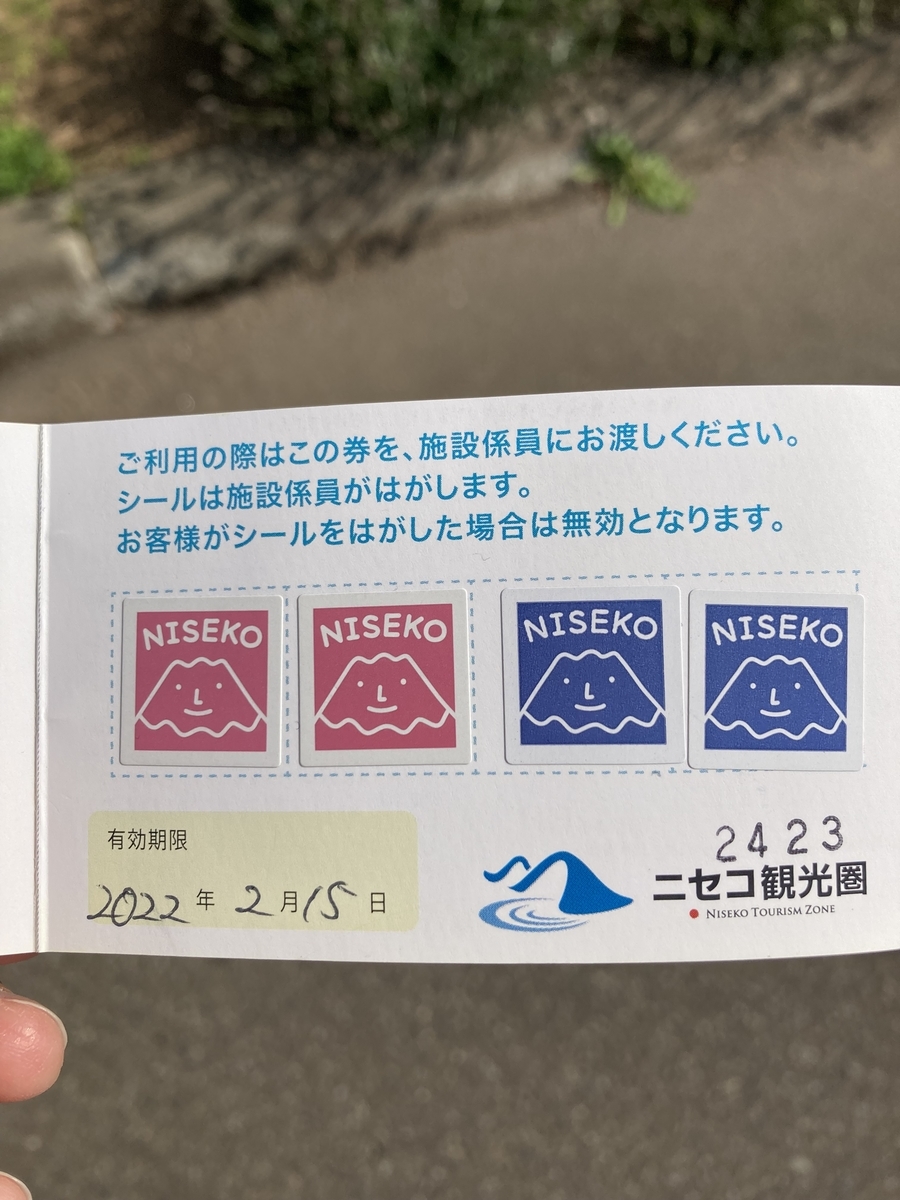 ご利用の際はこの券を、施設係員にお渡しください。
シールは施設係員がはがします。
お客様がシールをはがした場合は無効となります。
NISEKO NISEKO NISEKO NISEKO
有効期限
2022年2月15日
2423
ニセコ観光圏
NISEKO TOURISM ZONE